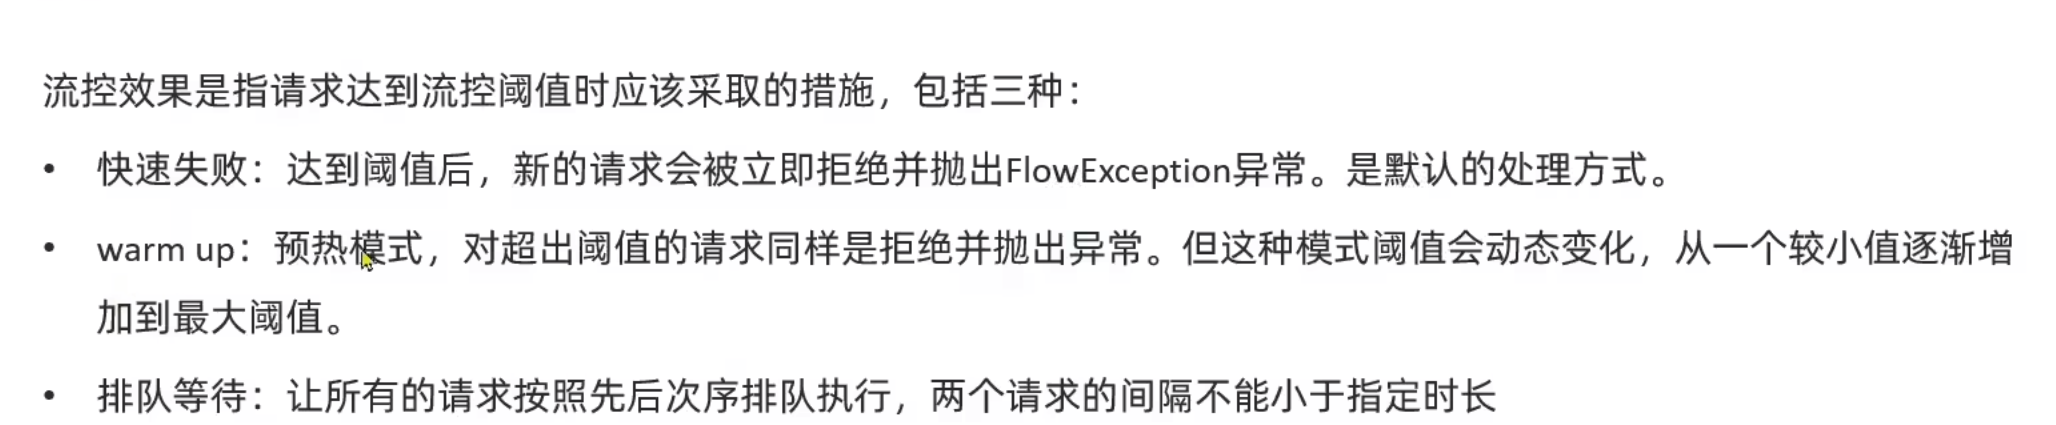 流控效果是指请求达到流控阈值时应该采取的措施，包括三种：
• 快速失败：达到阈值后，新的请求会被立即拒绝并抛出FlowException异常。是默认的处理方式。
• warm up：预热模式，对超出阈值的请求同样是拒绝并抛出异常。但这种模式阈值会动态变化，从一个较小值逐渐增
加到最大阈值。
• 排队等待：让所有的请求按照先后次序排队执行，两个请求的间隔不能小于指定时长